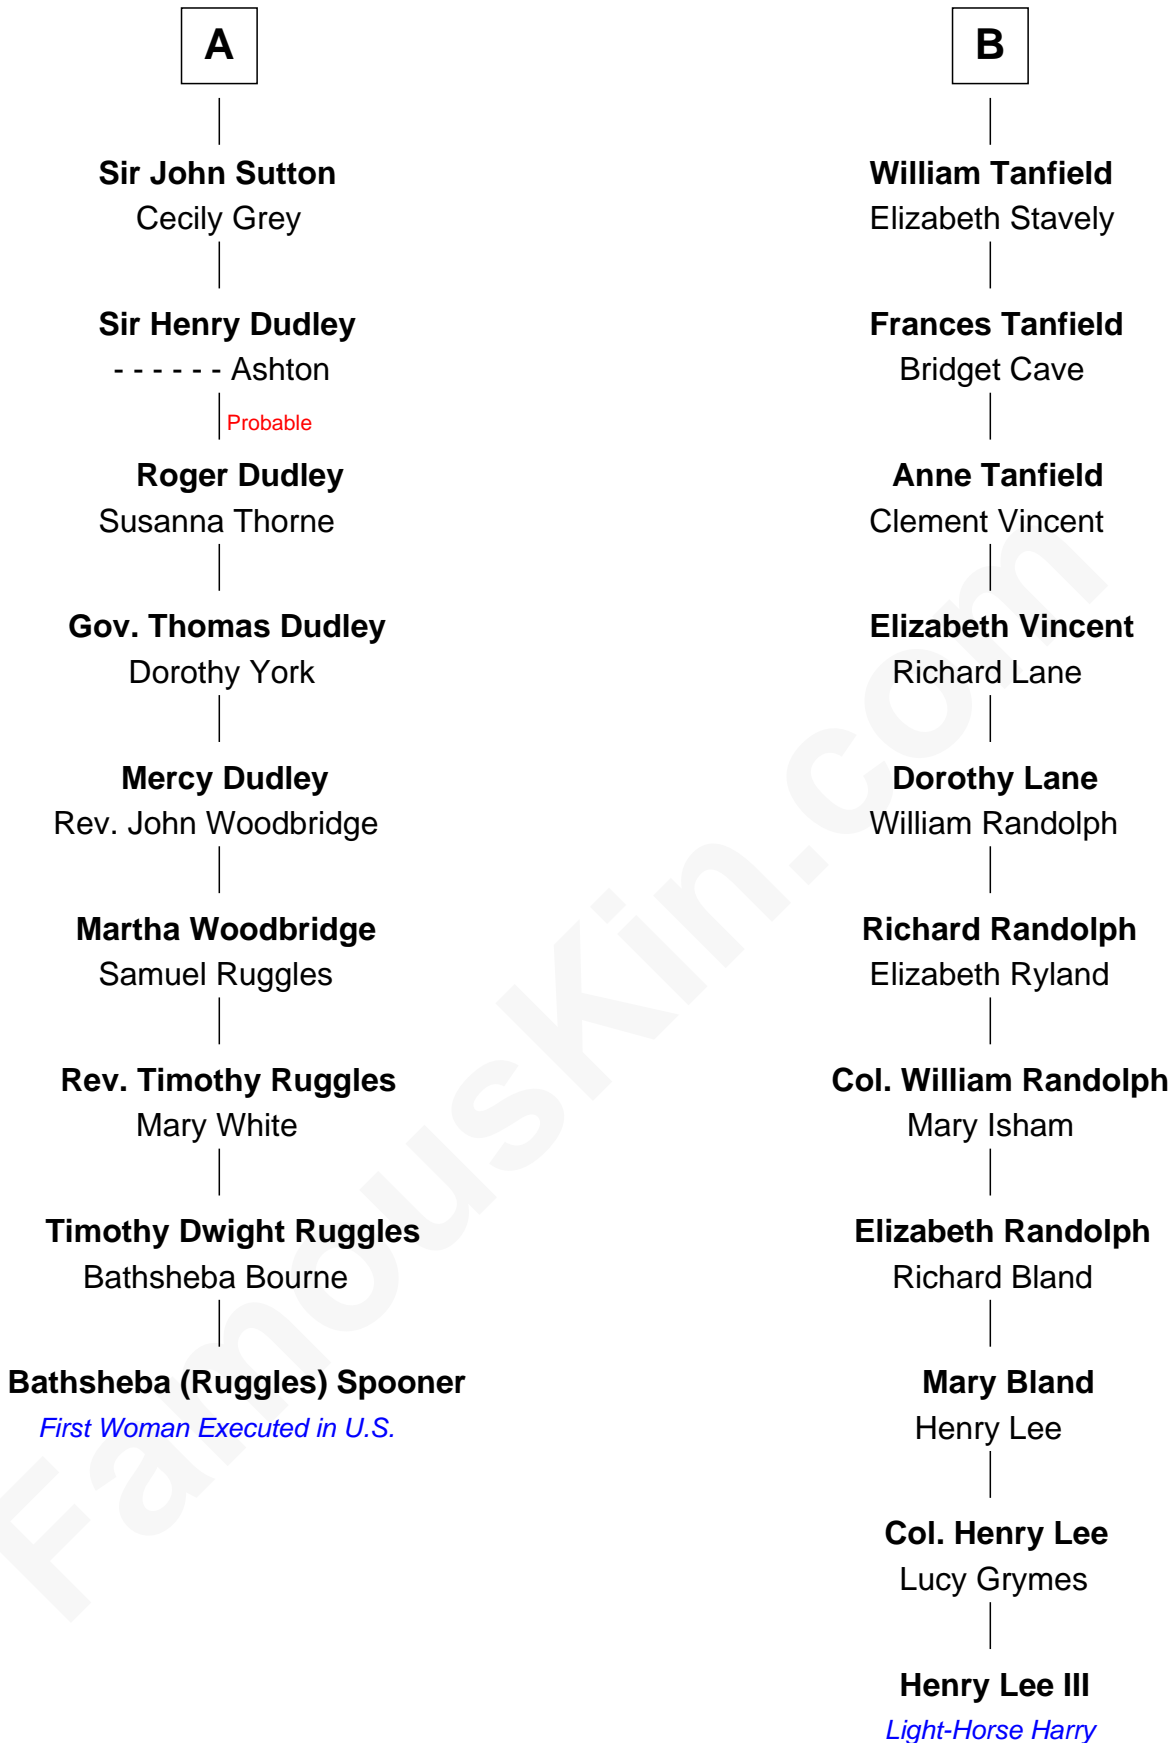 A
Sir John Sutton
Cecily Grey
Sir Henry Dudley
- - - - - - Ashton
Probable
Roger Dudley
Susanna Thorne
Gov. Thomas Dudley
Dorothy York
Mercy Dudley
Rev. John Woodbridge
Martha Woodbridge
Samuel Ruggles
Rev. Timothy Ruggles
Mary White
Timothy Dwight Ruggles
Bathsheba Bourne
Bathsheba (Ruggles) Spooner
First Woman Executed in U.S.
B
William Tanfield
Elizabeth Stavely
Frances Tanfield
Bridget Cave
Anne Tanfield
Clement Vincent
Elizabeth Vincent
Richard Lane
Dorothy Lane
William Randolph
Richard Randolph
Elizabeth Ryland
Col. William Randolph
Mary Isham
Elizabeth Randolph
Richard Bland
Mary Bland
Henry Lee
Col. Henry Lee
Lucy Grymes
Henry Lee III
Light-Horse Harry
FamousKin.com